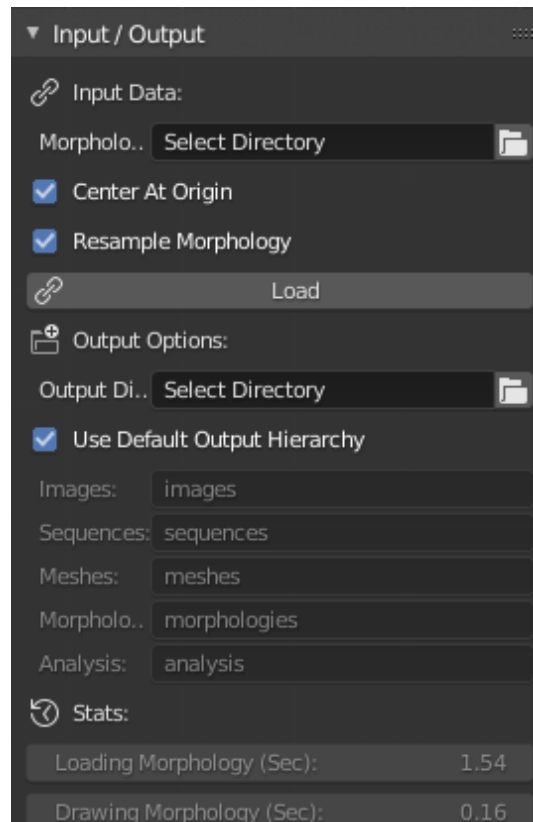 Input / Output
Input Data:
Morpholo.. Select Directory
Center At Origin
Resample Morphology
Load
Output Options:
Output Di.. Select Directory
Use Default Output Hierarchy
Images: images
Sequences: sequences
Meshes: meshes
Morpholo.. morphologies
Analysis: analysis
Stats:
Loading Morphology (Sec): 1.54
Drawing Morphology (Sec): 0.16